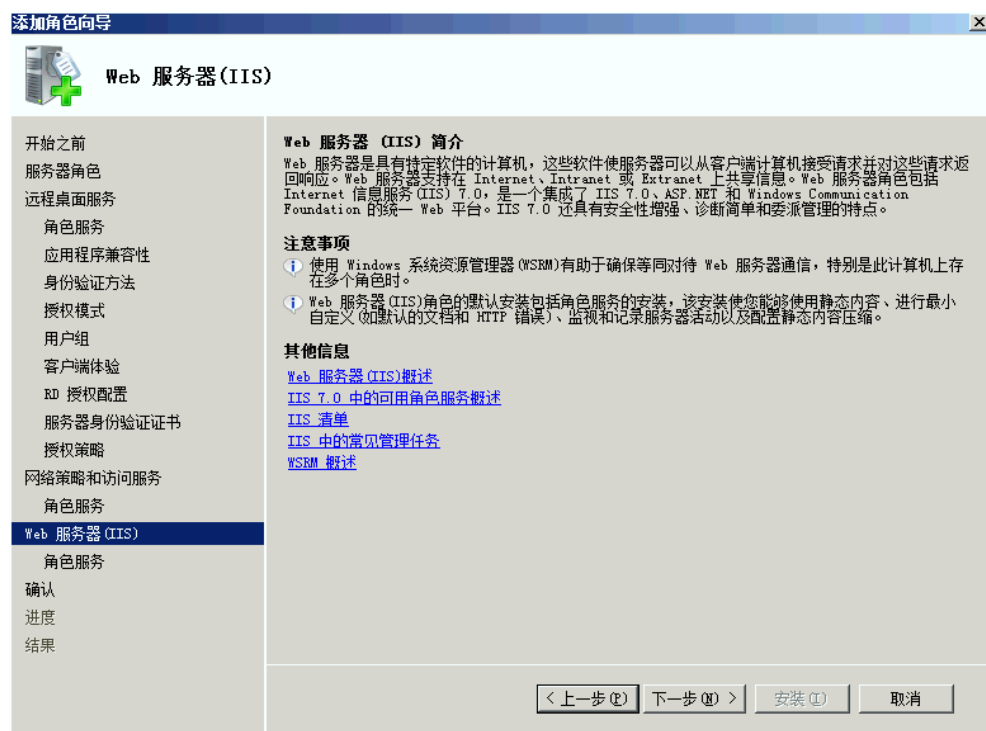 添加角色向导
Web 服务器(IIS)
开始之前
服务器角色
远程桌面服务
角色服务
应用程序兼容性
身份验证方法
授权模式
用户组
客户端体验
RD 授权配置
服务器身份验证证书
授权策略
网络策略和访问服务
角色服务
Web 服务器(IIS)
角色服务
确认
进度
结果
Web 服务器 (IIS) 简介
Web 服务器是具有特定软件的计算机，这些软件使服务器可以从客户端计算机接受请求并对这些请求返
回响应。Web 服务器支持在 Internet、Intranet 或 Extranet 上共享信息。Web 服务器角色包括
Internet 信息服务(IIS) 7.0，是一个集成了 IIS 7.0、ASP.NET 和 Windows Communication
Foundation 的统一 Web 平台。IIS 7.0 还具有安全性增强、诊断简单和委派管理的特点。
注意事项
使用 Windows 系统资源管理器(WSRM)有助于确保等同对待 Web 服务器通信，特别是此计算机上存
在多个角色时。
Web 服务器(IIS)角色的默认安装包括角色服务的安装，该安装使您能够使用静态内容、进行最小
自定义(如默认的文档和 HTTP 错误)、监视和记录服务器活动以及配置静态内容压缩。
其他信息
Web 服务器(IIS)概述
IIS 7.0 中的可用角色服务概述
IIS 清单
IIS 中的常见管理任务
WSRM 概述
< 上一步(P) 下一步(N) > 安装(I) 取消